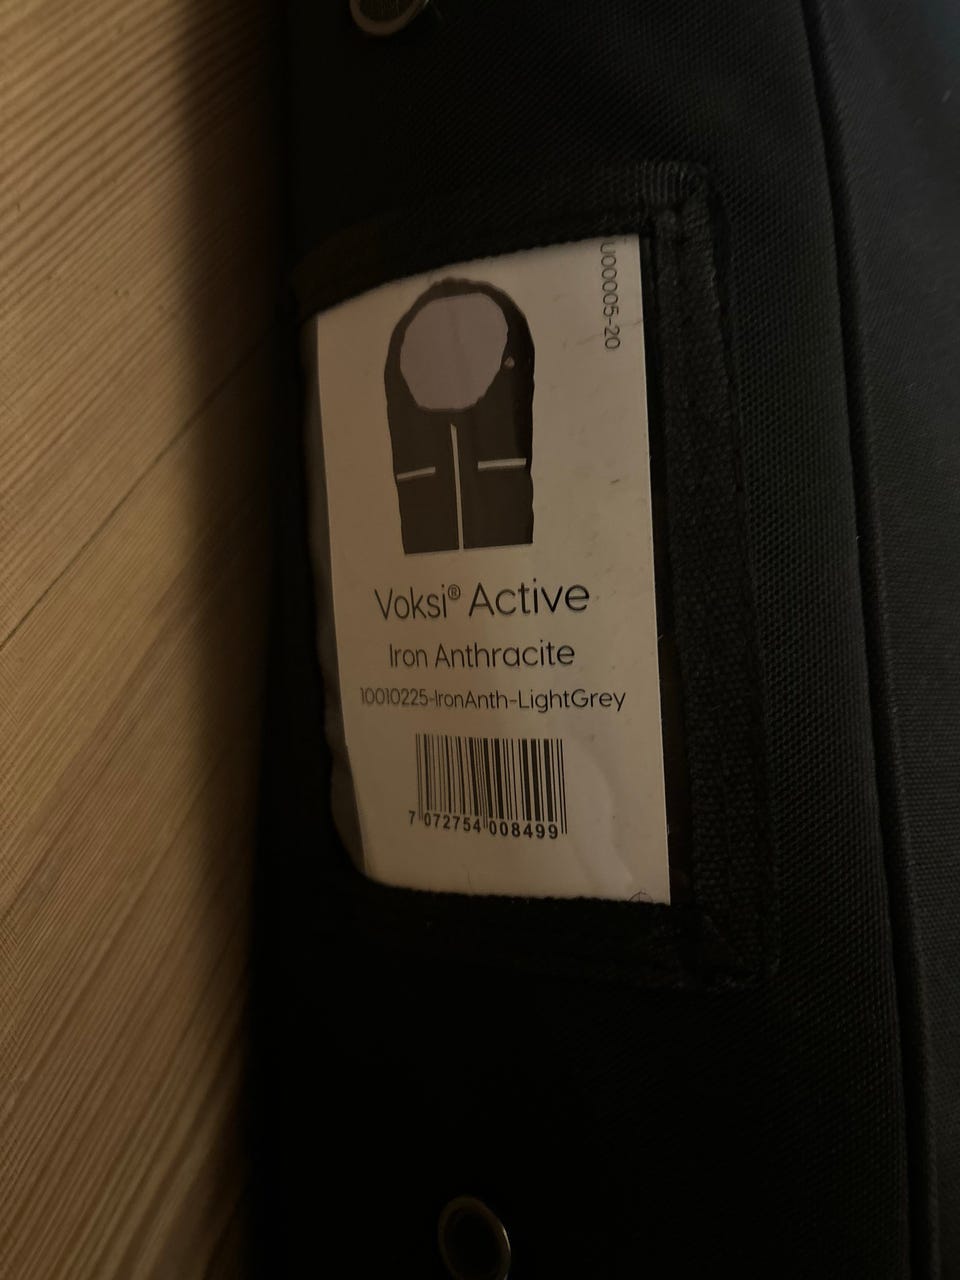 u00005-20
Voksi® Active
Iron Anthracite
10010225-IronAnth-LightGrey
7 072754 008499